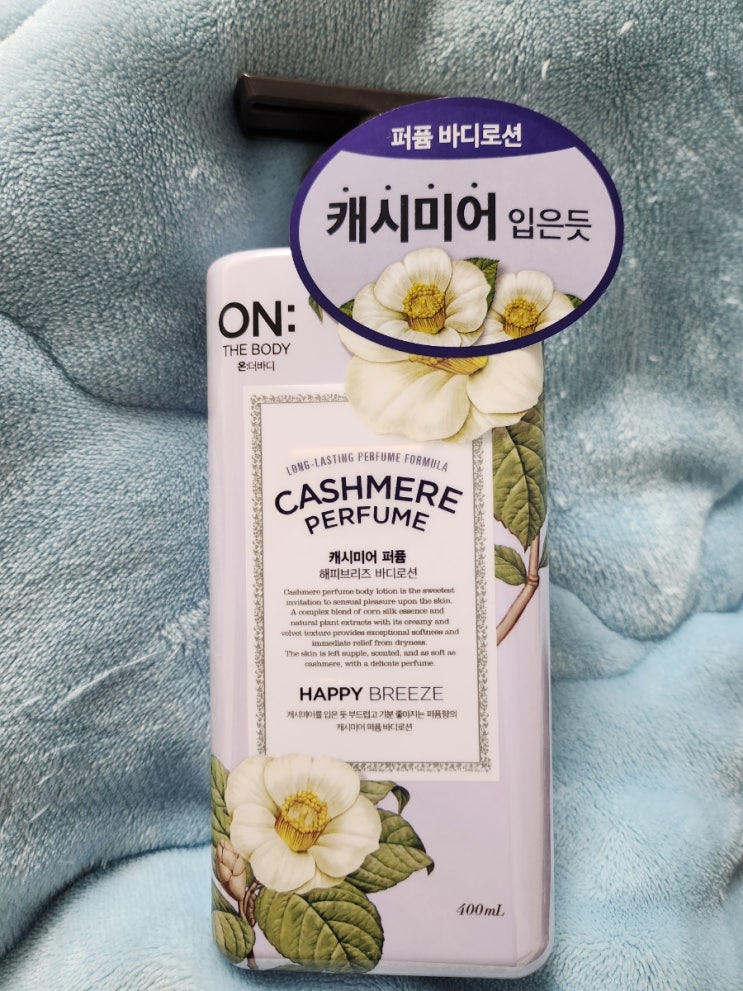 퍼퓸 바디로션
캐시미어 입은듯
ON:
THE BODY
온:더바디
LONG-LASTING PERFUME FORMULA
CASHMERE
PERFUME
캐시미어 퍼퓸
해피브리즈 바디로션
Cashmere perfume body lotion is the sweetest
invitation to sensual pleasure upon the skin.
A complex blend of corn silk essence and
natural plant extracts with its creamy and
velvet texture provides exceptional softness and
immediate relief from dryness.
The skin is left supple, scented, and as soft as
cashmere, with a delicate perfume.
HAPPY BREEZE
캐시미어를 입은 듯 부드럽고 기분 좋아지는 퍼퓸향의
캐시미어 퍼퓸 바디로션
400mL